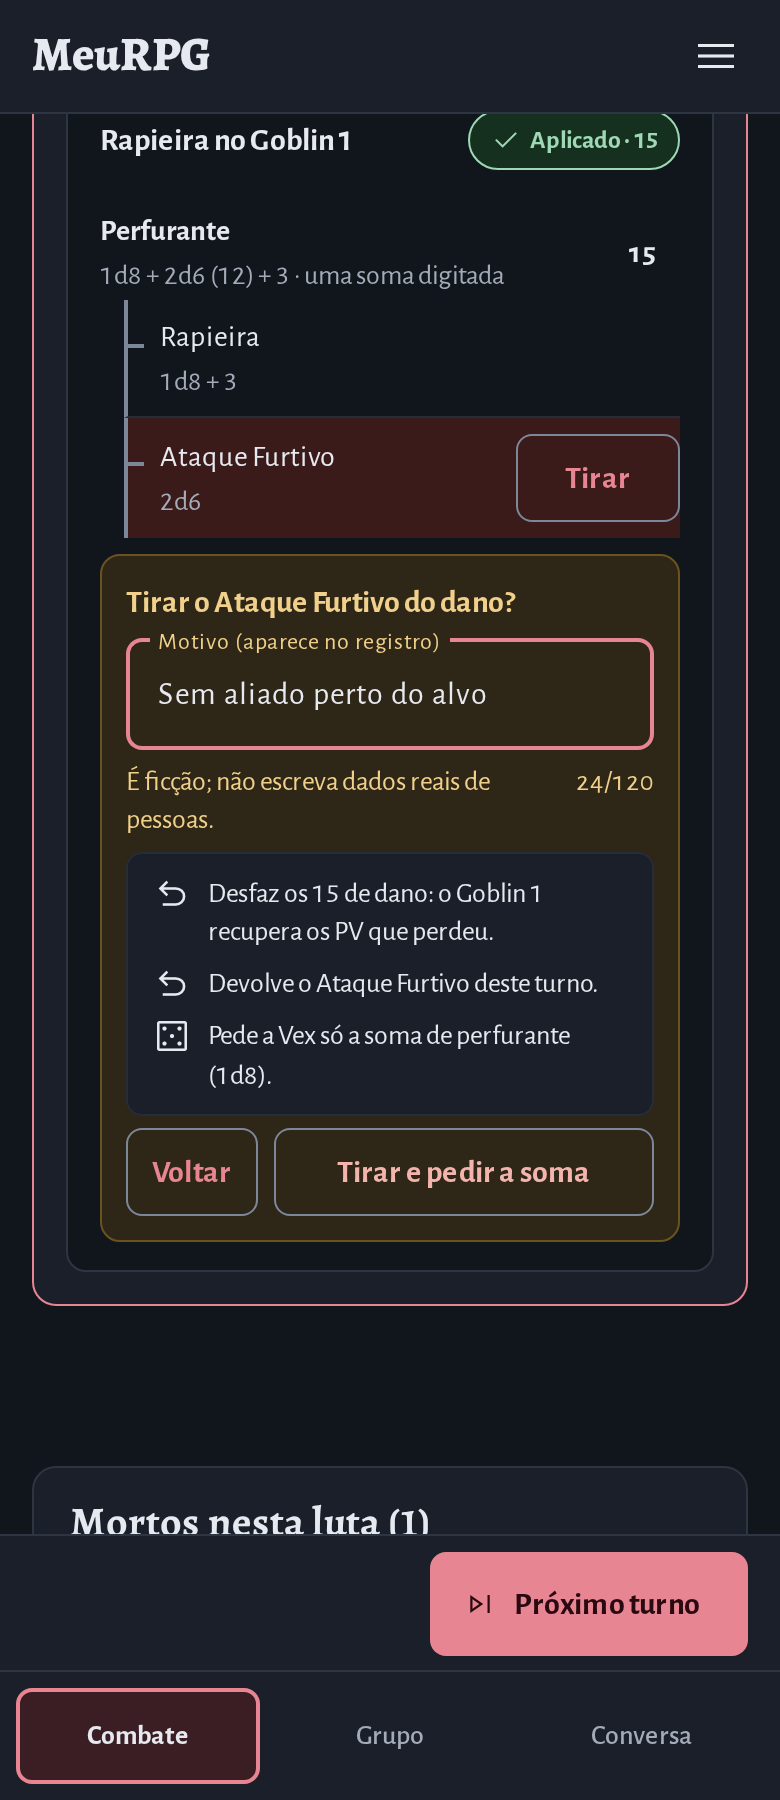 MeuRPG
Rapieira no Goblin 1
Aplicado · 15
Perfurante
15
1d8 + 2d6 (12) + 3 · uma soma digitada
Rapieira
1d8 + 3
Ataque Furtivo
2d6
Tirar
Tirar o Ataque Furtivo do dano?
Motivo (aparece no registro)
Sem aliado perto do alvo
É ficção; não escreva dados reais de
pessoas.
24/120
Desfaz os 15 de dano: o Goblin 1
recupera os PV que perdeu.
Devolve o Ataque Furtivo deste turno.
Pede a Vex só a soma de perfurante
(1d8).
Voltar
Tirar e pedir a soma
Mortos nesta luta (1)
Próximo turno
Combate
Grupo
Conversa